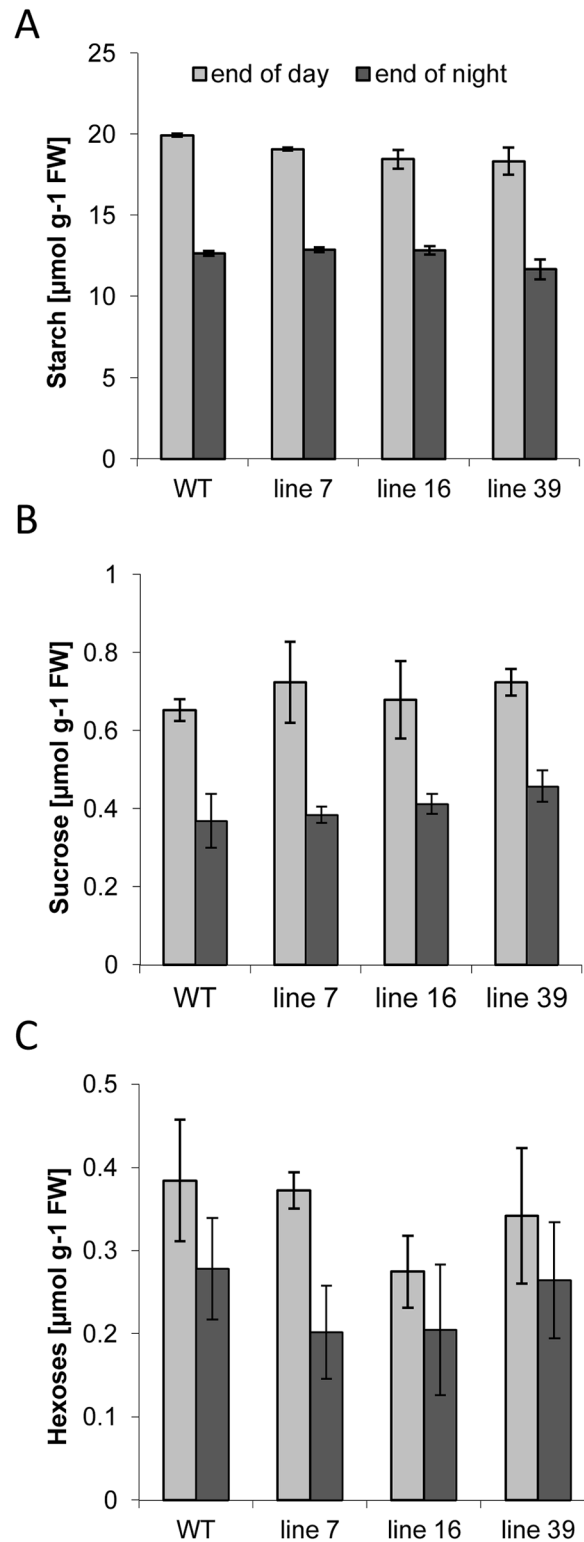 A
25
20
15
10
5
0
Starch [µmol g-1 FW]
end of day end of night
WT line 7 line 16 line 39
B
1
0.8
0.6
0.4
0.2
0
Sucrose [µmol g-1 FW]
WT line 7 line 16 line 39
C
0.5
0.4
0.3
0.2
0.1
0
Hexoses [µmol g-1 FW]
WT line 7 line 16 line 39